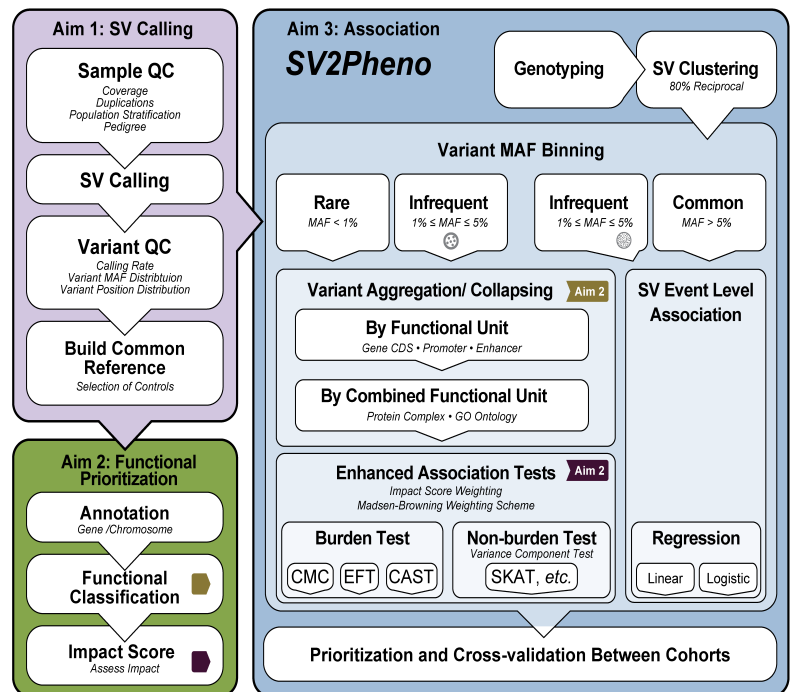 Aim 1: SV Calling
Sample QC
Coverage
Duplications
Population Stratification
Pedigree
SV Calling
Variant QC
Calling Rate
Variant MAF Distribtuion
Variant Position Distribution
Build Common
Reference
Selection of Controls
Aim 2: Functional
Prioritization
Annotation
Gene /Chromosome
Functional
Classification
Impact Score
Assess Impact
Aim 3: Association
SV2Pheno
Genotyping
SV Clustering
80% Reciprocal
Variant MAF Binning
Rare
MAF < 1%
Infrequent
1% ≤ MAF ≤ 5%
Infrequent
1% ≤ MAF ≤ 5%
Common
MAF > 5%
Variant Aggregation/ Collapsing
Aim 2
By Functional Unit
Gene CDS • Promoter • Enhancer
By Combined Functional Unit
Protein Complex • GO Ontology
Enhanced Association Tests
Aim 2
Impact Score Weighting
Madsen-Browning Weighting Scheme
Burden Test
CMC
EFT
CAST
Non-burden Test
Variance Component Test
SKAT, etc.
SV Event Level
Association
Regression
Linear
Logistic
Prioritization and Cross-validation Between Cohorts